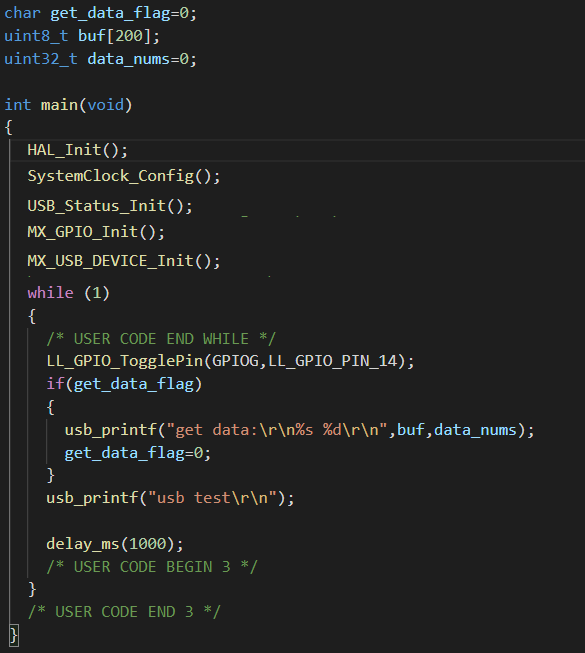 char get_data_flag=0;
uint8_t buf[200];
uint32_t data_nums=0;
int main(void)
{
HAL_Init();
SystemClock_Config();
USB_Status_Init();
MX_GPIO_Init();
MX_USB_DEVICE_Init();
while (1)
{
/* USER CODE END WHILE */
LL_GPIO_TogglePin(GPIOG,LL_GPIO_PIN_14);
if(get_data_flag)
{
usb_printf("get data:\r\n%s %d\r\n",buf,data_nums);
get_data_flag=0;
}
usb_printf("usb test\r\n");
delay_ms(1000);
/* USER CODE BEGIN 3 */
}
/* USER CODE END 3 */
}